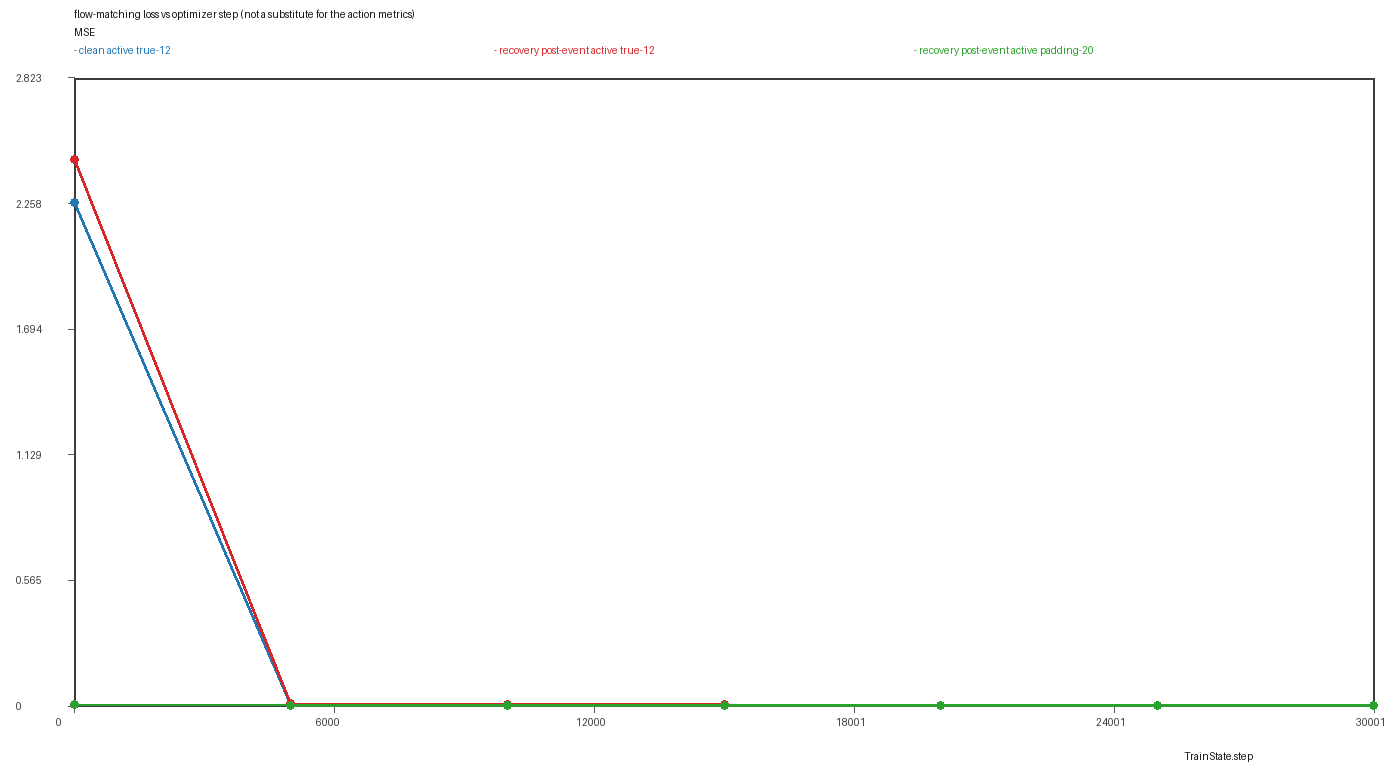 flow-matching loss vs optimizer step (not a substitute for the action metrics)
MSE
- clean active true-12 - recovery post-event active true-12 - recovery post-event active padding-20
2.823
2.258
1.694
1.129
0.565
0
0 6000 12000 18001 24001 30001
TrainState.step